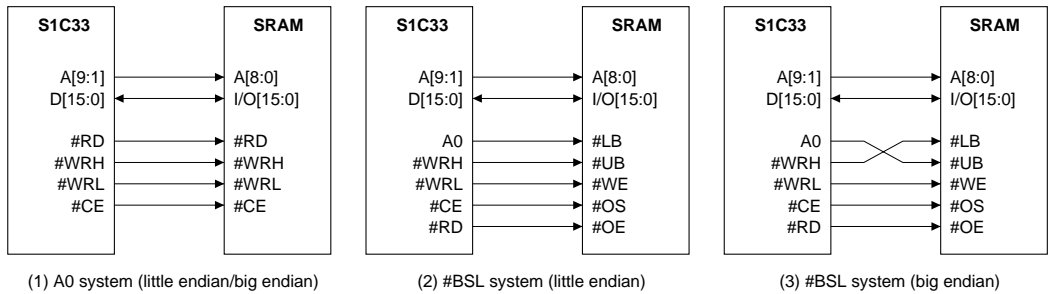 S1C33 SRAM S1C33 SRAM S1C33 SRAM
A[9:1] A[8:0] A[9:1] A[8:0] A[9:1] A[8:0]
D[15:0] I/O[15:0] D[15:0] I/O[15:0] D[15:0] I/O[15:0]
#RD #RD A0 #LB A0 #LB
#WRH #WRH #WRH #UB #WRH #UB
#WRL #WRL #WRL #WE #WRL #WE
#CE #CE #CE #OS #CE #OS
#RD #OE #RD #OE
(1) A0 system (little endian/big endian) (2) #BSL system (little endian) (3) #BSL system (big endian)